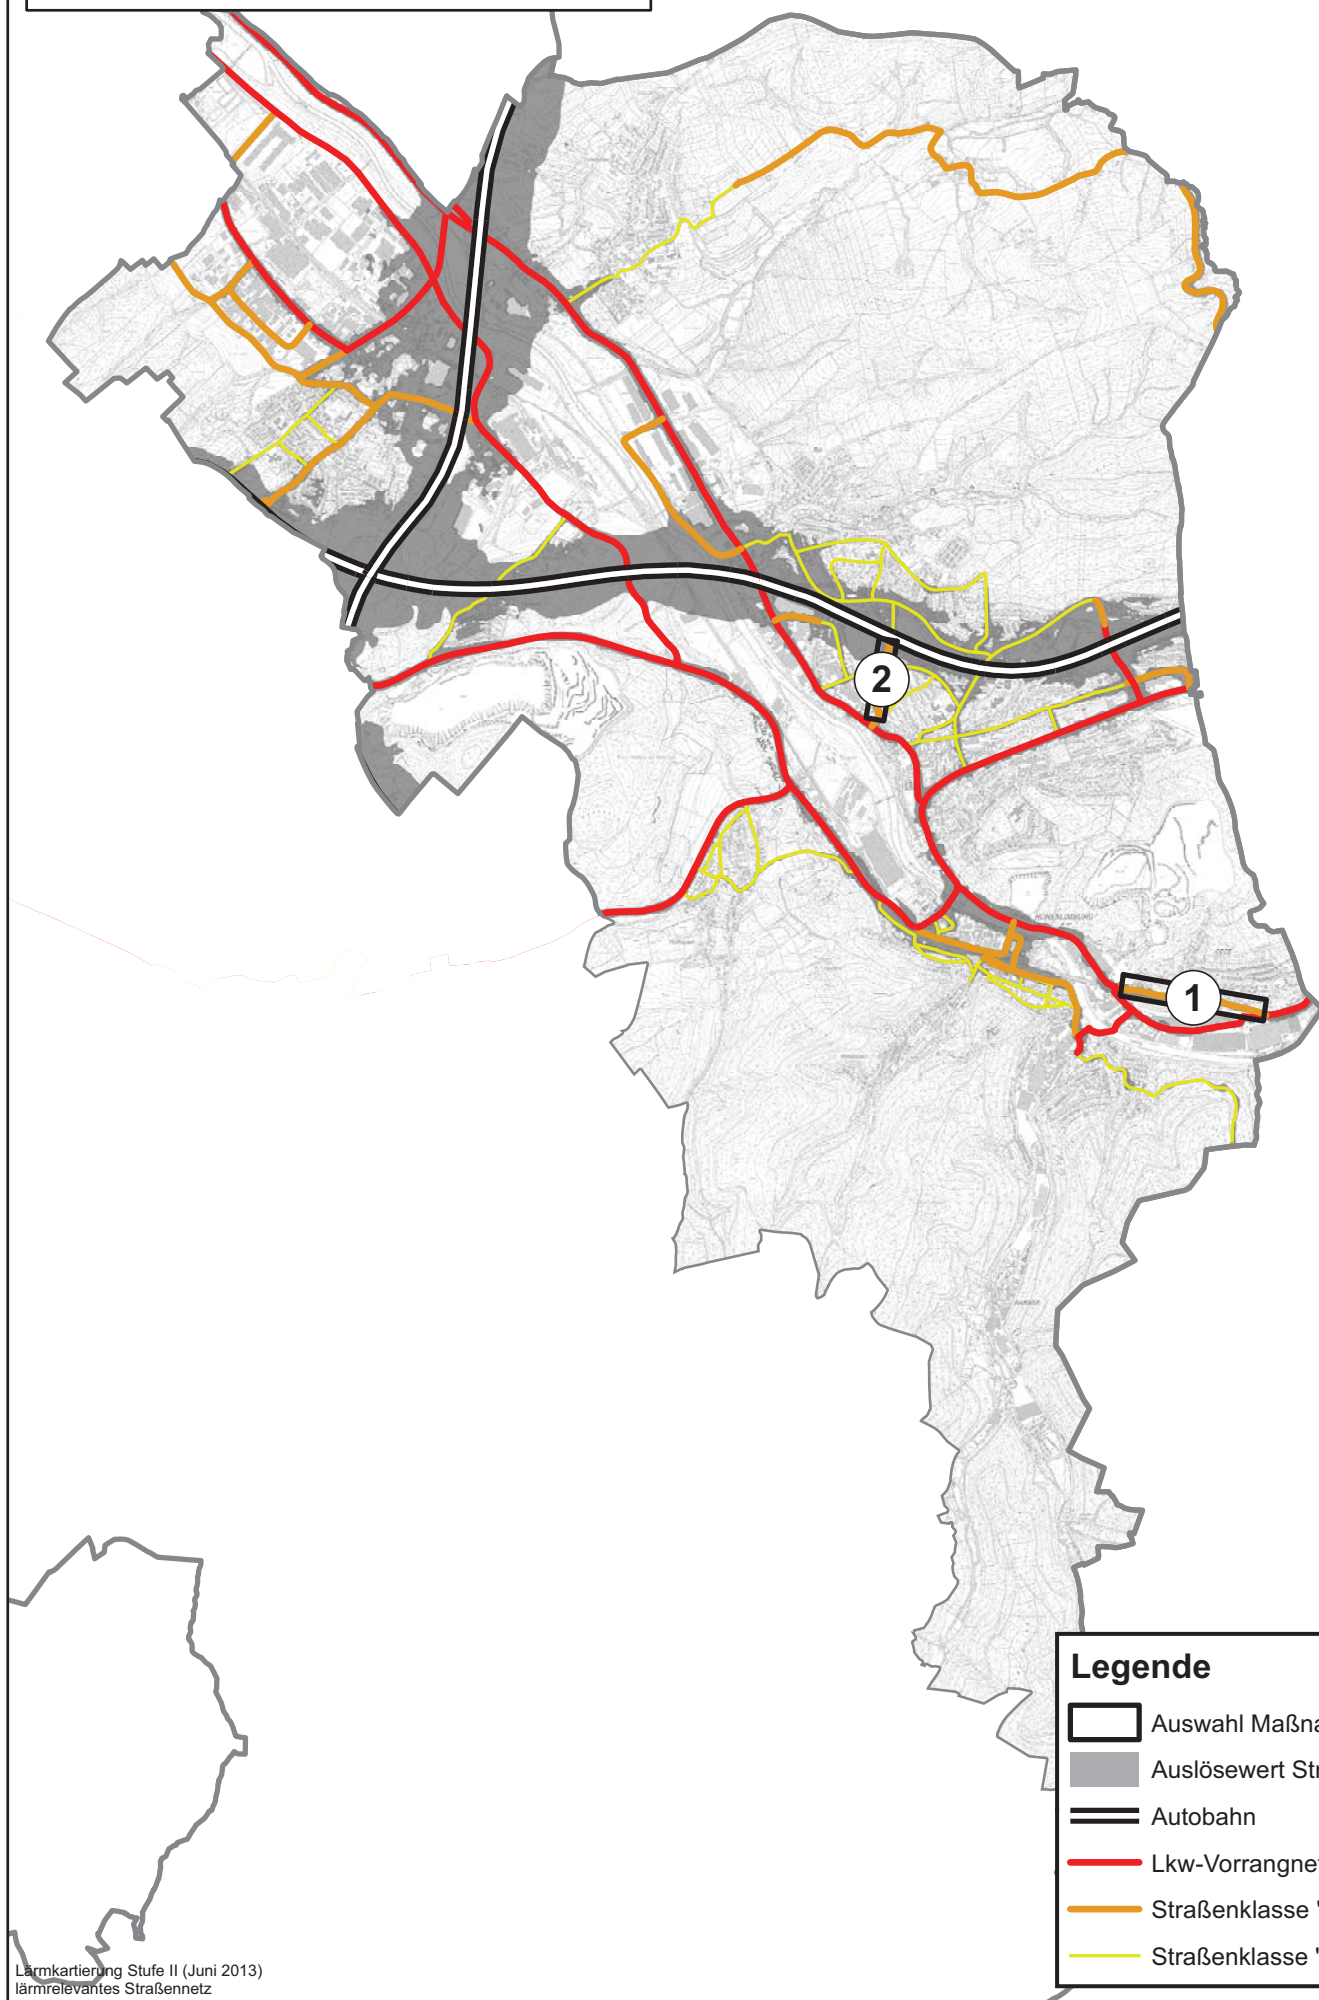 2
HOHENLIMBURG
1
Legende
Auswahl Maßna
Auslösewert Str
Autobahn
Lkw-Vorrangne
Straßenklasse "
Straßenklasse "
Lärmkartierung Stufe II (Juni 2013)
lärmrelevantes Straßennetz